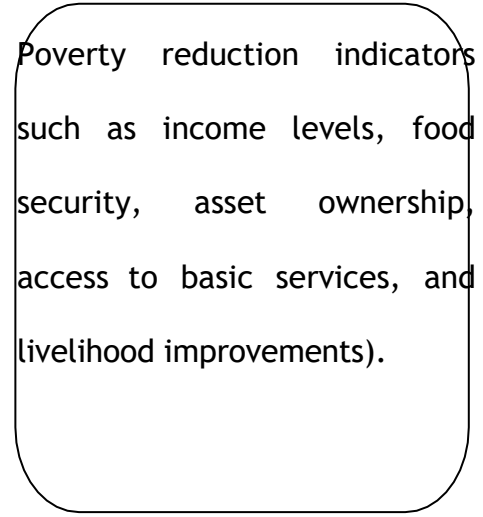 Poverty reduction indicators
such as income levels, food
security, asset ownership,
access to basic services, and
livelihood improvements).